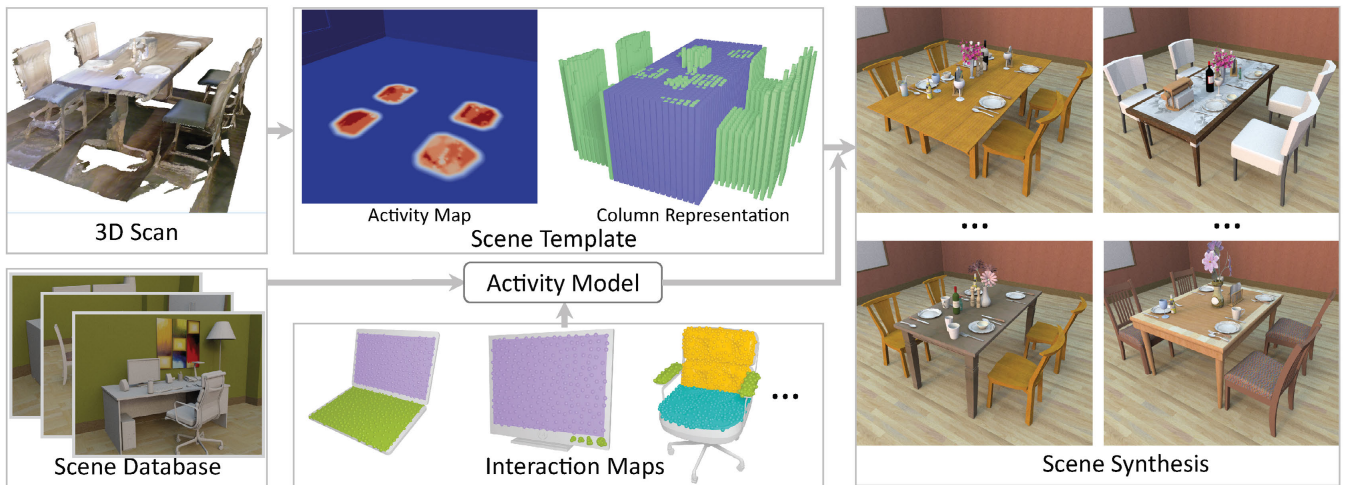 3D Scan
Activity Map
Column Representation
Scene Template
Activity Model
Scene Database
Interaction Maps
...
...
...
Scene Synthesis